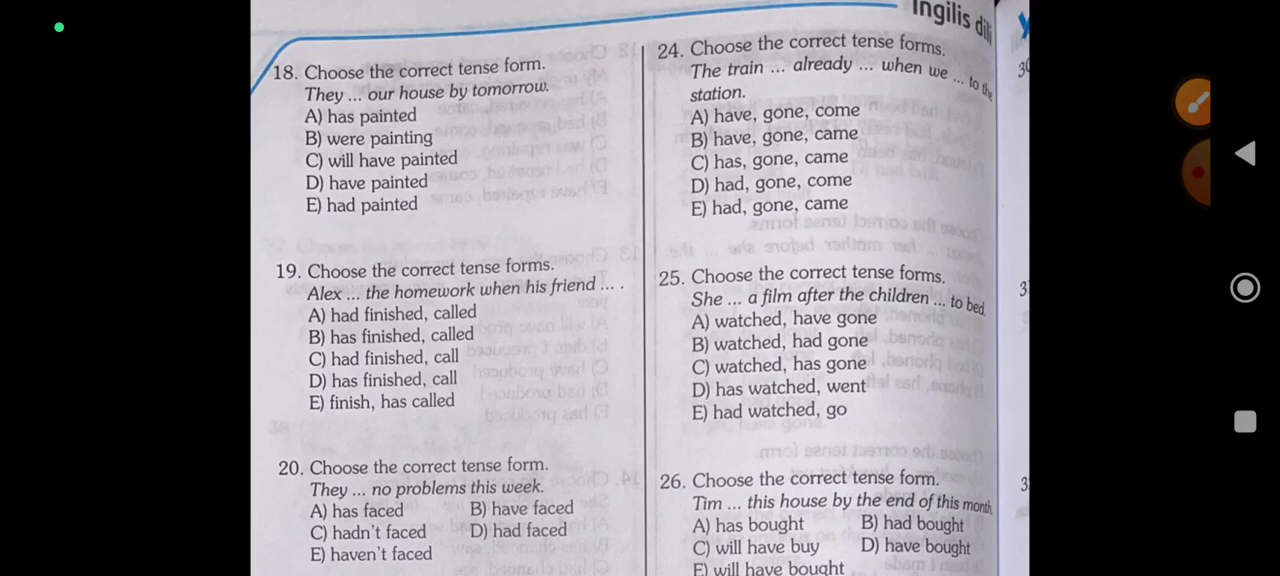 Ingilis dili
18. Choose the correct tense form.
They ... our house by tomorrow.
A) has painted
B) were painting
C) will have painted
D) have painted
E) had painted
19. Choose the correct tense forms.
Alex ... the homework when his friend ... .
A) had finished, called
B) has finished, called
C) had finished, call
D) has finished, call
E) finish, has called
20. Choose the correct tense form.
They ... no problems this week.
A) has faced B) have faced
C) hadn't faced D) had faced
E) haven't faced
24. Choose the correct tense forms.
The train ... already ... when we ... to the
station.
A) have, gone, come
B) have, gone, came
C) has, gone, came
D) had, gone, come
E) had, gone, came
25. Choose the correct tense forms.
She ... a film after the children ... to bed.
A) watched, have gone
B) watched, had gone
C) watched, has gone
D) has watched, went
E) had watched, go
26. Choose the correct tense form.
Tim ... this house by the end of this month.
A) has bought B) had bought
C) will have buy D) have bought
E) will have bought